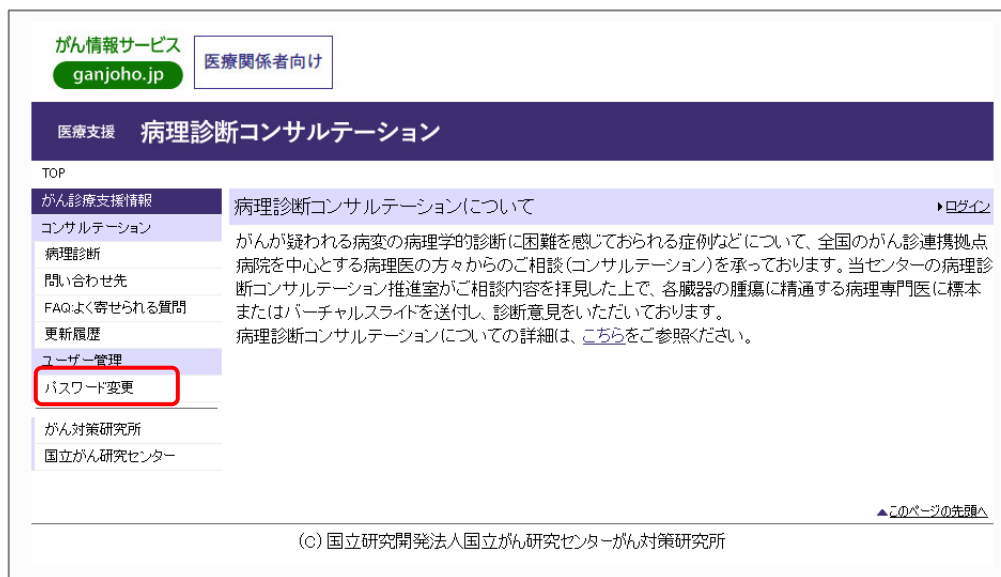 がん情報サービス
ganjoho.jp
医療関係者向け
医療支援 病理診断コンサルテーション
TOP
がん診療支援情報
コンサルテーション
病理診断
問い合わせ先
FAQ:よく寄せられる質問
更新履歴
ユーザー管理
パスワード変更
がん対策研究所
国立がん研究センター
病理診断コンサルテーションについて
ログイン
がんが疑われる病変の病理学的診断に困難を感じておられる症例などについて、全国のがん診連携拠点
病院を中心とする病理医の方々からのご相談(コンサルテーション)を承っております。当センターの病理診
断コンサルテーション推進室がご相談内容を拝見した上で、各臓器の腫瘍に精通する病理専門医に標本
またはバーチャルスライドを送付し、診断意見をいただいております。
病理診断コンサルテーションについての詳細は、こちらをご参照ください。
▲このページの先頭へ
(C) 国立研究開発法人国立がん研究センターがん対策研究所